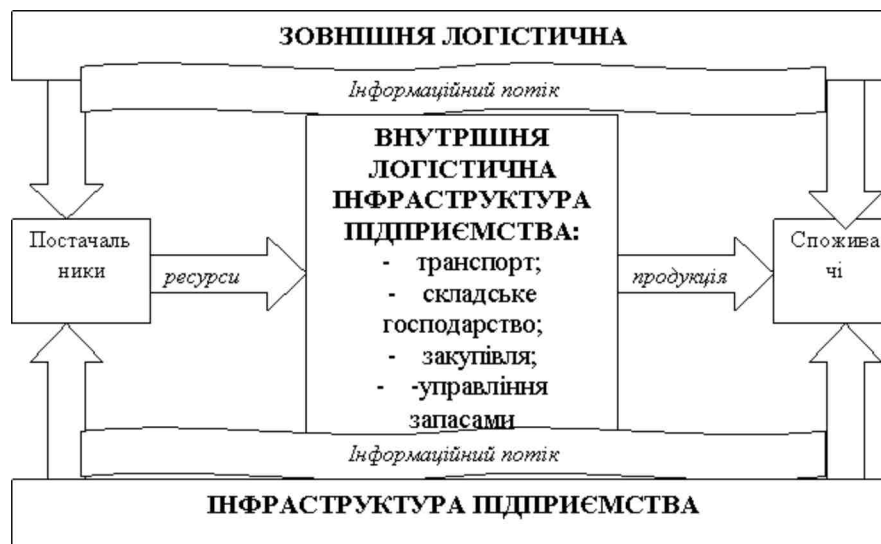 ЗОВНІШНЯ ЛОГІСТИЧНА
Інформаційний потік
ВНУТРІШНЯ
ЛОГІСТИЧНА
ІНФРАСТРУКТУРА
ПІДПРИЄМСТВА:
- транспорт;
- складське
господарство;
- закупівля;
- -управління
запасами
Постачаль
ники
ресурси
продукція
Спожива
чі
Інформаційний потік
ІНФРАСТРУКТУРА ПІДПРИЄМСТВА